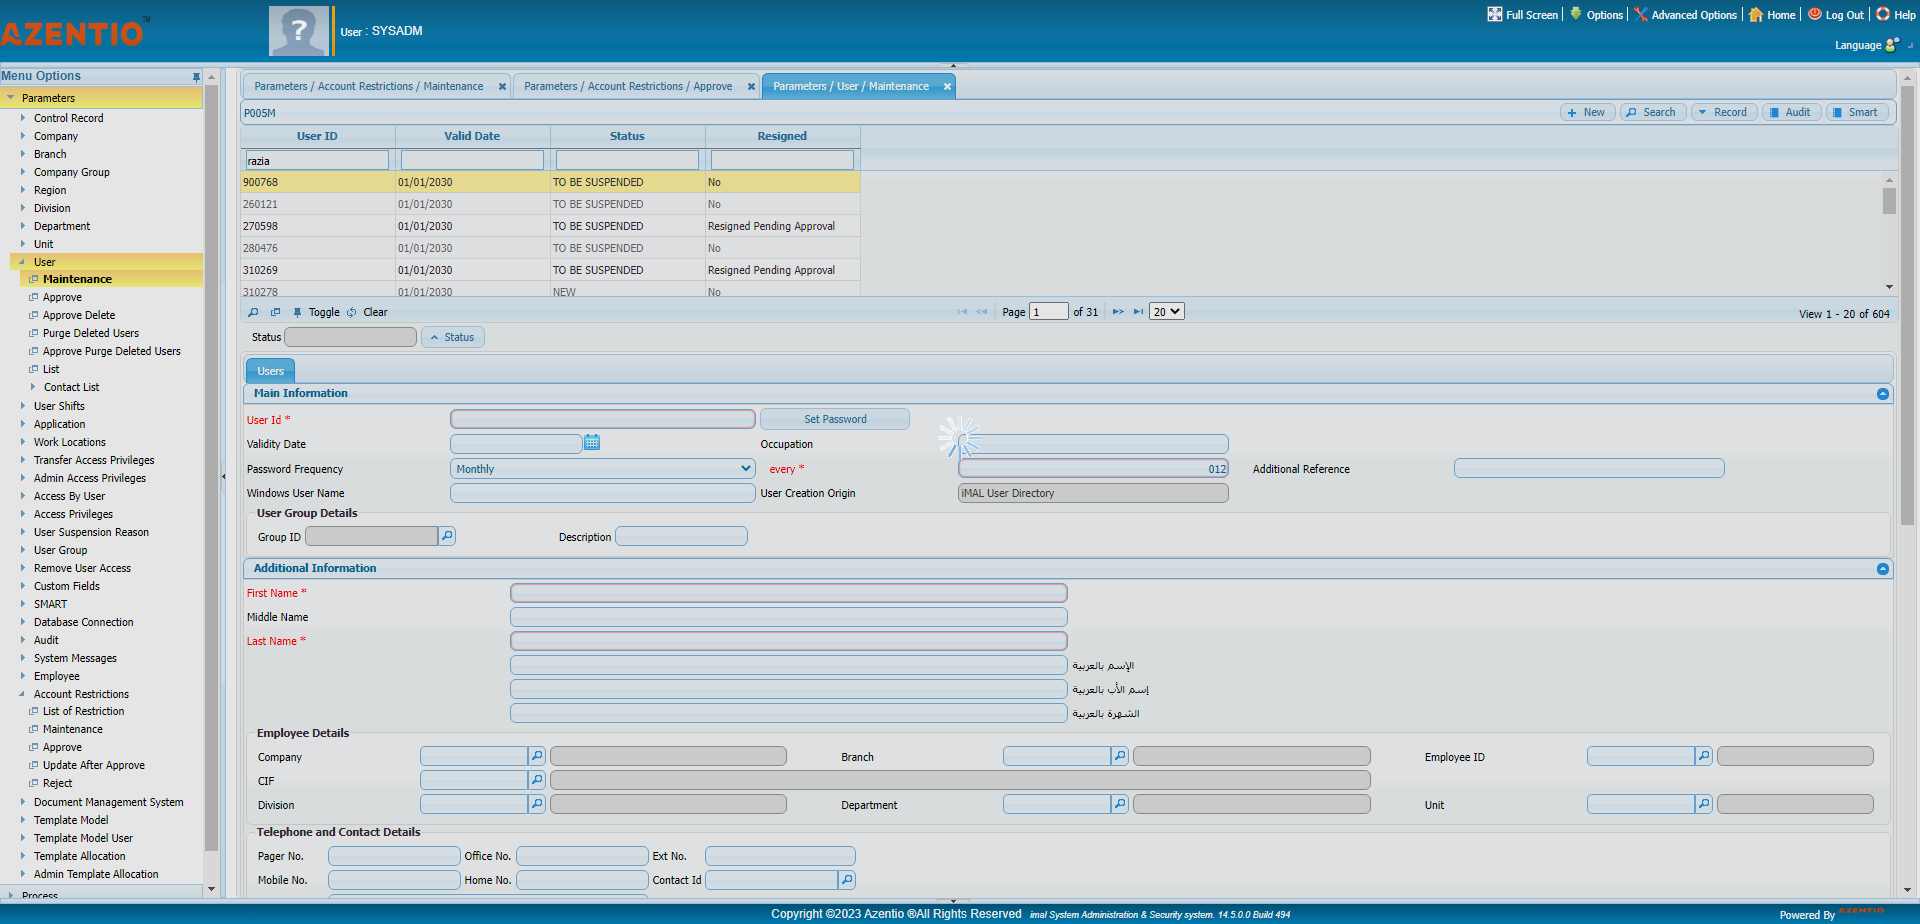 AZENTIO™
User : SYSADM
Full Screen Options Advanced Options Home Log Out Help
Language
Menu Options
Parameters
Control Record
Company
Branch
Company Group
Region
Division
Department
Unit
User
Maintenance
Approve
Approve Delete
Purge Deleted Users
Approve Purge Deleted Users
List
Contact List
User Shifts
Application
Work Locations
Transfer Access Privileges
Admin Access Privileges
Access By User
Access Privileges
User Suspension Reason
User Group
Remove User Access
Custom Fields
SMART
Database Connection
Audit
System Messages
Employee
Account Restrictions
List of Restriction
Maintenance
Approve
Update After Approve
Reject
Document Management System
Template Model
Template Model User
Template Allocation
Admin Template Allocation
Process
Parameters / Account Restrictions / Maintenance Parameters / Account Restrictions / Approve Parameters / User / Maintenance
P005M New Search Record Audit Smart
User ID Valid Date Status Resigned
razia
900768 01/01/2030 TO BE SUSPENDED No
260121 01/01/2030 TO BE SUSPENDED No
270598 01/01/2030 TO BE SUSPENDED Resigned Pending Approval
280476 01/01/2030 TO BE SUSPENDED No
310269 01/01/2030 TO BE SUSPENDED Resigned Pending Approval
310278 01/01/2030 NEW No
Toggle Clear Page 1 of 31 20 View 1 - 20 of 604
Status Status
Users
Main Information
User Id * Set Password
Validity Date Occupation
Password Frequency Monthly every * 012 Additional Reference
Windows User Name User Creation Origin iMAL User Directory
User Group Details
Group ID Description
Additional Information
First Name *
Middle Name
Last Name *
الإسم بالعربية
إسم الأب بالعربية
الشهرة بالعربية
Employee Details
Company Branch Employee ID
CIF
Division Department Unit
Telephone and Contact Details
Pager No. Office No. Ext No.
Mobile No. Home No. Contact Id
Copyright ©2023 Azentio ®All Rights Reserved imal System Administration & Security system. 14.5.0.0 Build 494
Powered By AZENTIO